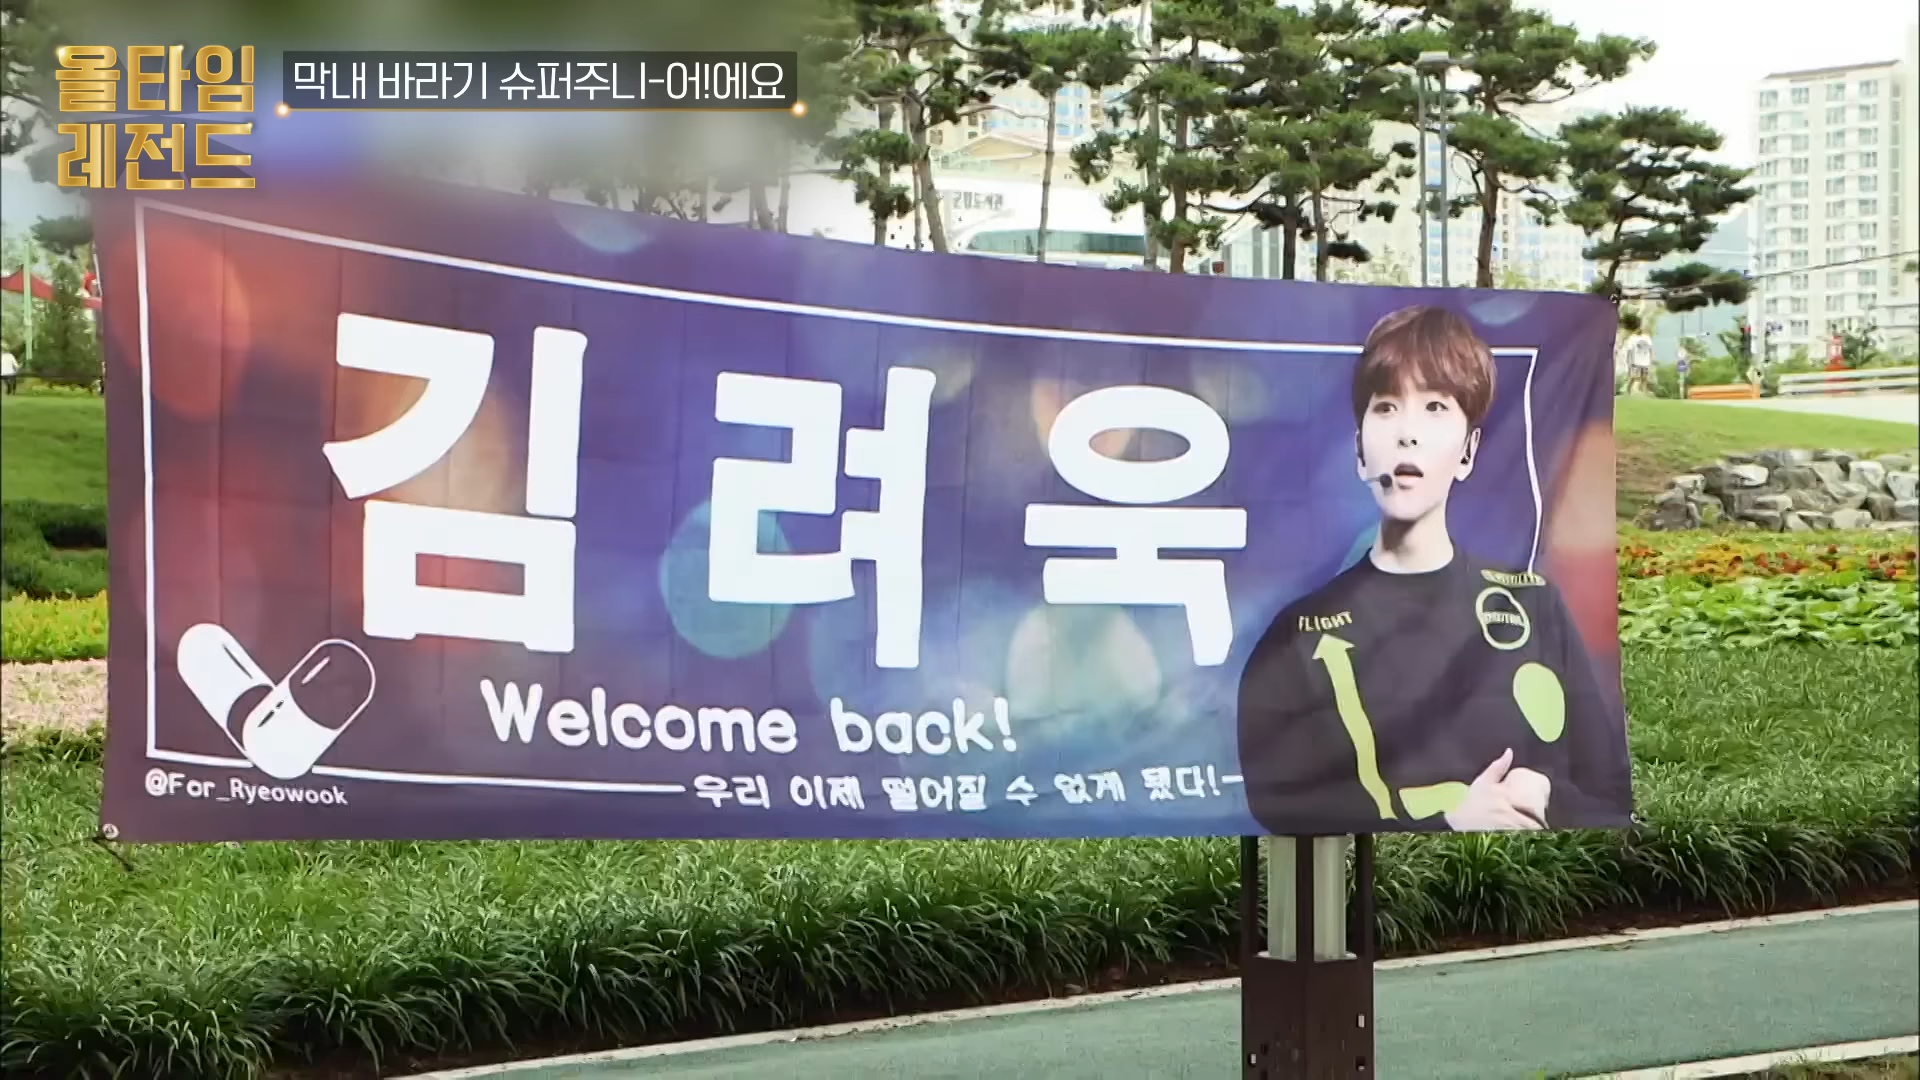 올타임
레전드
막내 바라기 슈퍼주니-어!에요
김려욱
FLIGHT
Welcome back!
@For_Ryeowook
우리 이제 떨어질 수 없게 됐다!